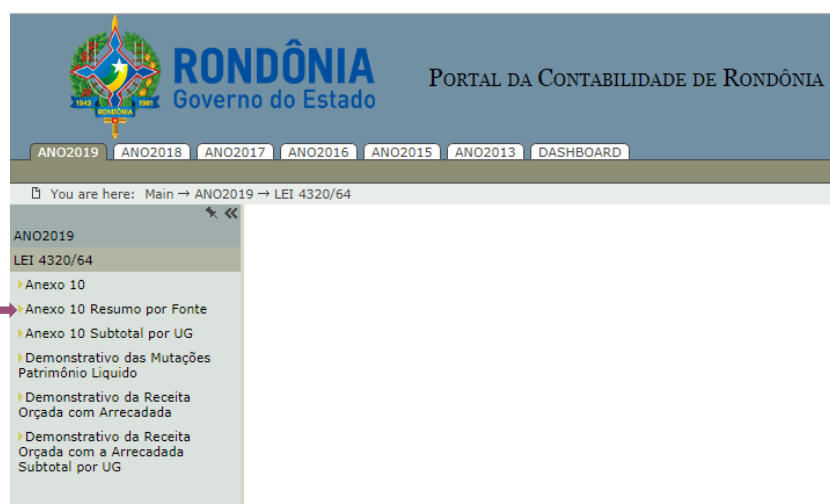 RONDÔNIA
Governo do Estado
1943 1981
RONDÔNIA
PORTAL DA CONTABILIDADE DE RONDÔNIA
ANO2019 ANO2018 ANO2017 ANO2016 ANO2015 ANO2013 DASHBOARD
You are here: Main → ANO2019 → LEI 4320/64
ANO2019
LEI 4320/64
Anexo 10
Anexo 10 Resumo por Fonte
Anexo 10 Subtotal por UG
Demonstrativo das Mutações
Patrimônio Liquido
Demonstrativo da Receita
Orçada com Arrecadada
Demonstrativo da Receita
Orçada com a Arrecadada
Subtotal por UG